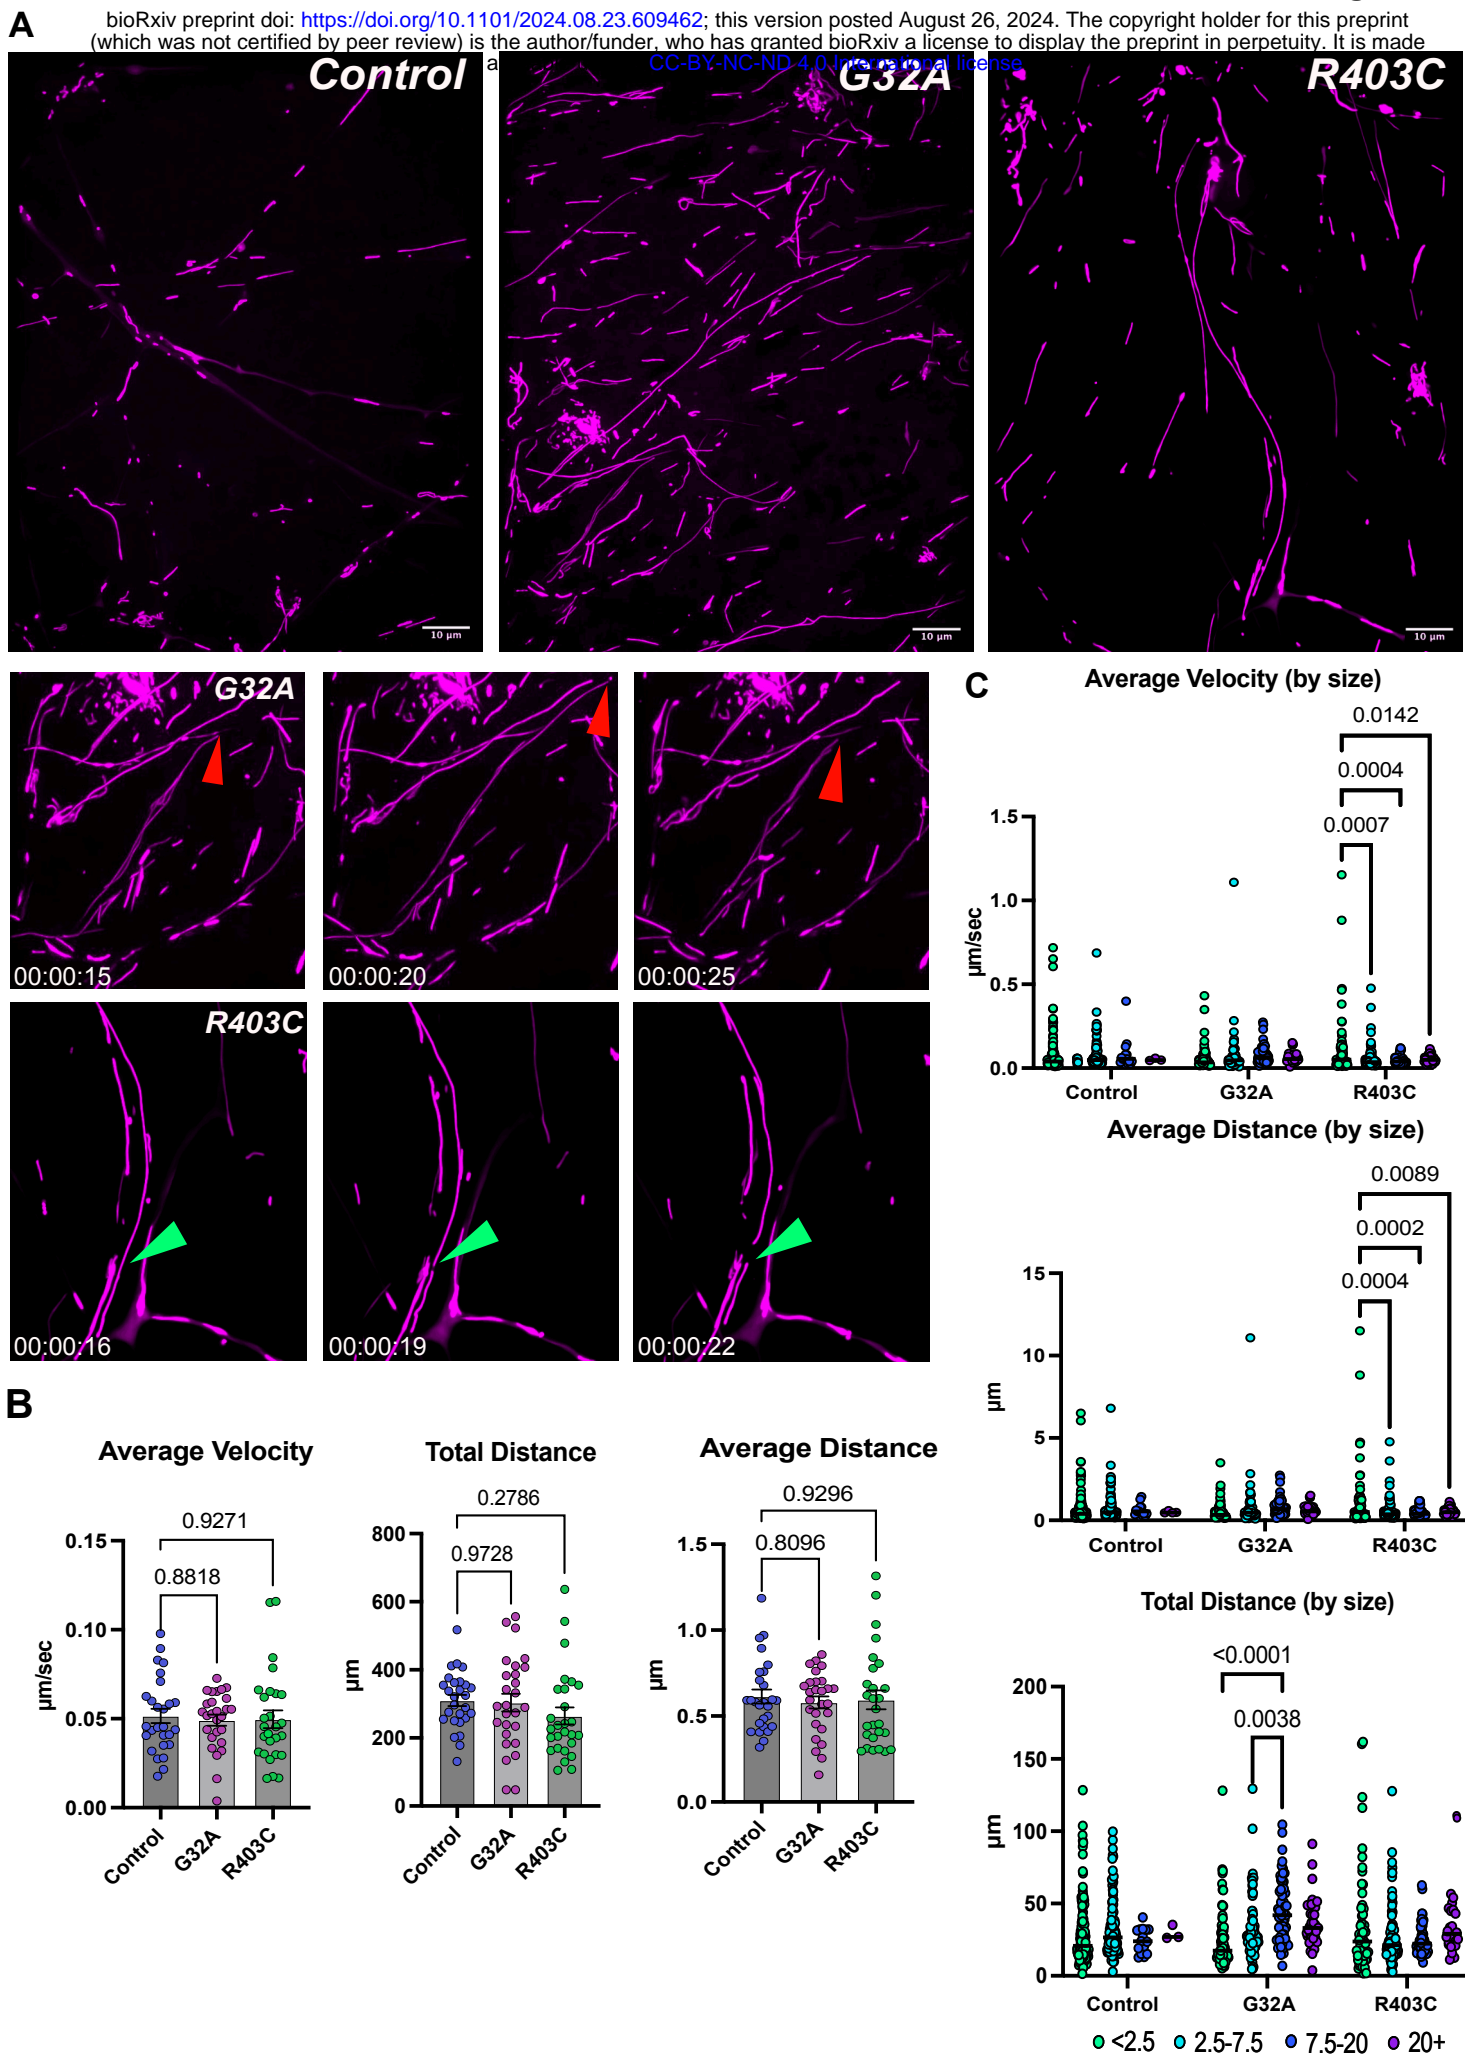 A
bioRxiv preprint doi: https://doi.org/10.1101/2024.08.23.609462; this version posted August 26, 2024. The copyright holder for this preprint
(which was not certified by peer review) is the author/funder, who has granted bioRxiv a license to display the preprint in perpetuity. It is made
a CC-BY-NC-ND 4.0 International license
Control
G32A
R403C
10 µm
10 µm
10 µm
G32A
00:00:15
00:00:20
00:00:25
R403C
00:00:16
00:00:19
00:00:22
B
Average Velocity
0.9271
0.8818
0.15
0.10
0.05
0.00
µm/sec
Control
G32A
R403C
Total Distance
0.2786
0.9728
800
600
400
200
0
µm
Control
G32A
R403C
Average Distance
0.9296
0.8096
1.5
1.0
0.5
0.0
µm
Control
G32A
R403C
C
Average Velocity (by size)
0.0142
0.0004
0.0007
1.5
1.0
0.5
0.0
µm/sec
Control
G32A
R403C
Average Distance (by size)
0.0089
0.0002
0.0004
15
10
5
0
µm
Control
G32A
R403C
Total Distance (by size)
<0.0001
0.0038
200
150
100
50
0
µm
Control
G32A
R403C
<2.5 2.5-7.5 7.5-20 20+